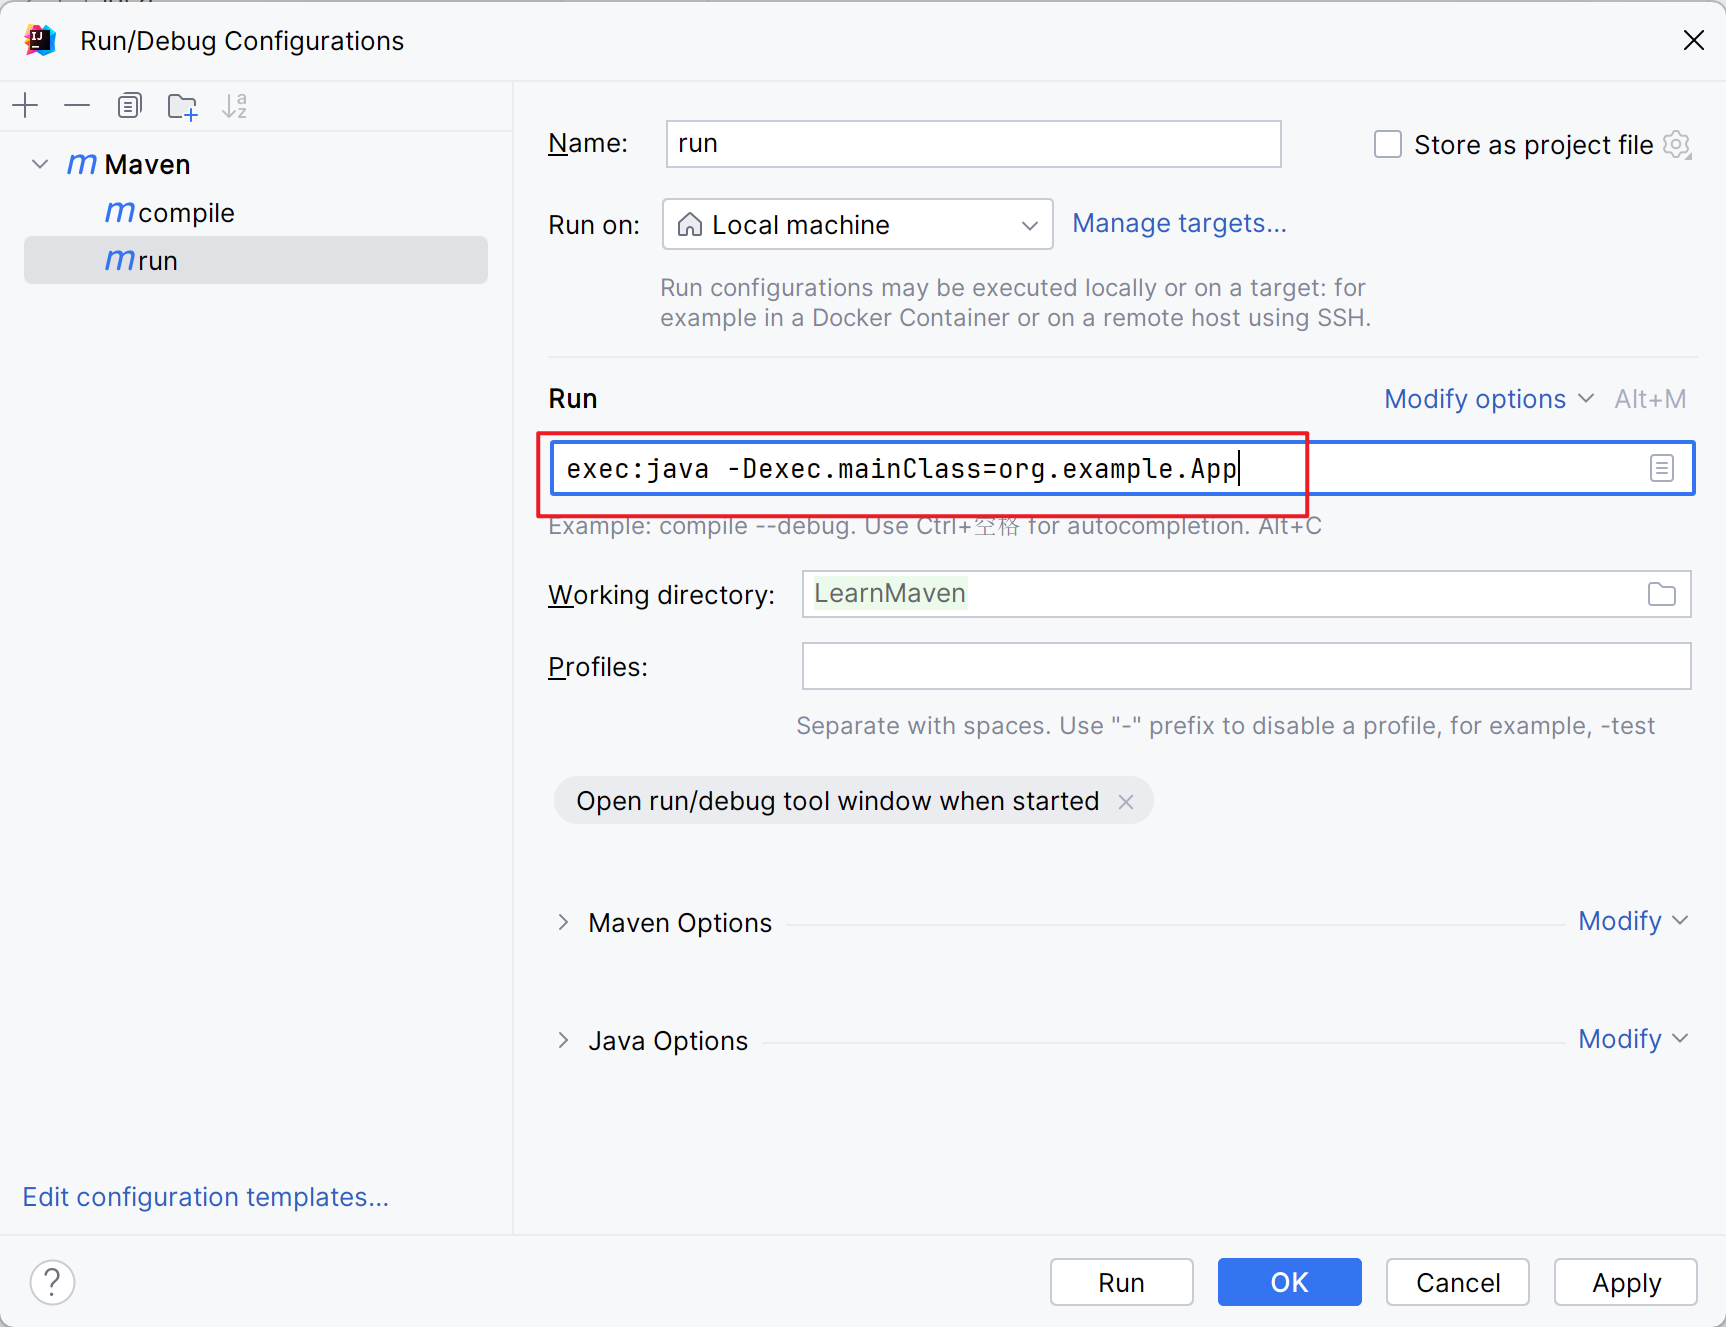 Run/Debug Configurations
Maven
compile
run
Name: run
Store as project file
Run on: Local machine Manage targets...
Run configurations may be executed locally or on a target: for
example in a Docker Container or on a remote host using SSH.
Run Modify options Alt+M
exec:java -Dexec.mainClass=org.example.App
Example: compile --debug. Use Ctrl+空格 for autocompletion. Alt+C
Working directory: LearnMaven
Profiles:
Separate with spaces. Use "-" prefix to disable a profile, for example, -test
Open run/debug tool window when started
Maven Options Modify
Java Options Modify
Edit configuration templates...
? Run OK Cancel Apply